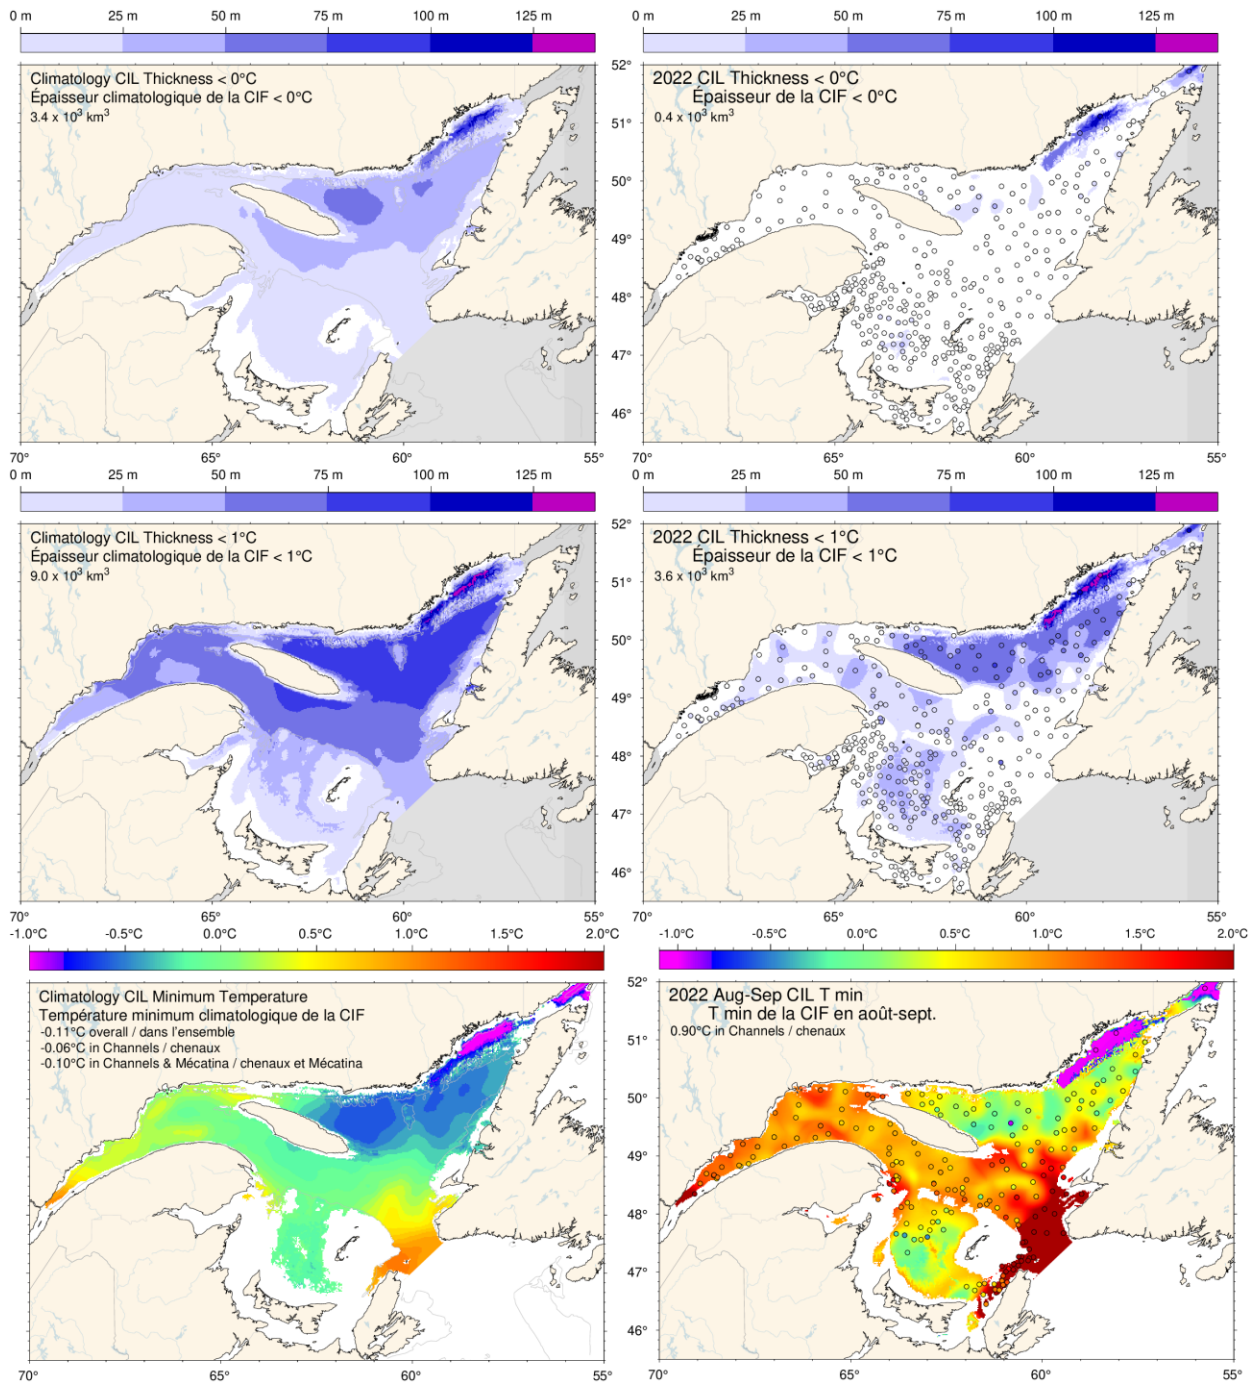 0 m 25 m 50 m 75 m 100 m 125 m
Climatology CIL Thickness < 0°C
Épaisseur climatologique de la CIF < 0°C
3.4 x 10³ km³
70° 65° 60° 55°
0 m 25 m 50 m 75 m 100 m 125 m
2022 CIL Thickness < 0°C
Épaisseur de la CIF < 0°C
0.4 x 10³ km³
52°
51°
50°
49°
48°
47°
46°
70° 65° 60° 55°
0 m 25 m 50 m 75 m 100 m 125 m
Climatology CIL Thickness < 1°C
Épaisseur climatologique de la CIF < 1°C
9.0 x 10³ km³
70° 65° 60° 55°
0 m 25 m 50 m 75 m 100 m 125 m
2022 CIL Thickness < 1°C
Épaisseur de la CIF < 1°C
3.6 x 10³ km³
52°
51°
50°
49°
48°
47°
46°
70° 65° 60° 55°
-1.0°C -0.5°C 0.0°C 0.5°C 1.0°C 1.5°C 2.0°C
Climatology CIL Minimum Temperature
Température minimum climatologique de la CIF
-0.11°C overall / dans l'ensemble
-0.06°C in Channels / chenaux
-0.10°C in Channels & Mécatina / chenaux et Mécatina
70° 65° 60° 55°
-1.0°C -0.5°C 0.0°C 0.5°C 1.0°C 1.5°C 2.0°C
2022 Aug-Sep CIL T min
T min de la CIF en août-sept.
0.90°C in Channels / chenaux
52°
51°
50°
49°
48°
47°
46°
70° 65° 60° 55°